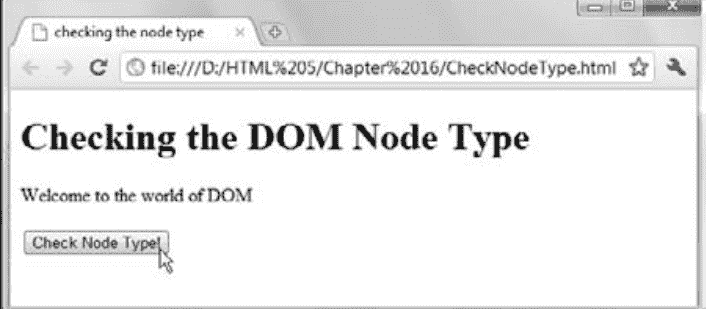 checking the node type
file:///D:/HTML%205/Chapter%2016/CheckNodeType.html
Checking the DOM Node Type
Welcome to the world of DOM
Check Node Type!